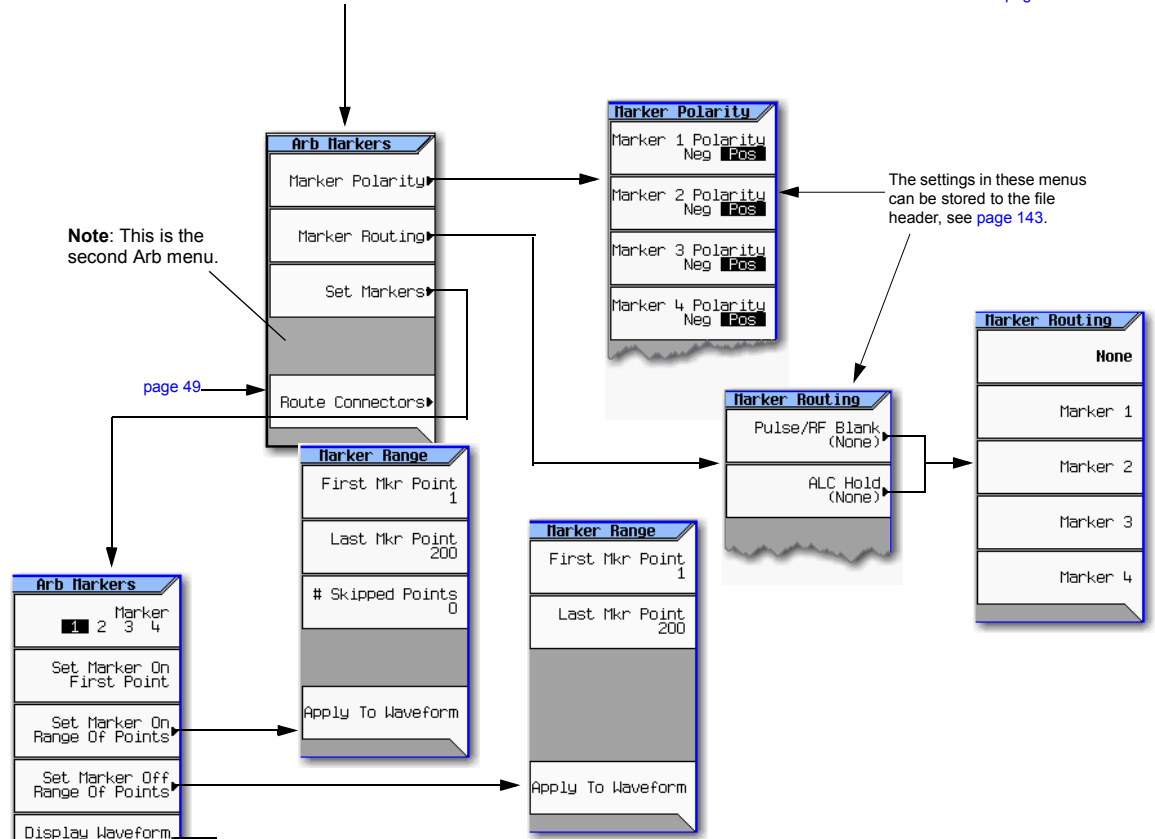 Arb Markers
Marker Polarity
Marker Routing
Set Markers
Route Connectors
Note: This is the
second Arb menu.
page 49
Marker Polarity
Marker 1 Polarity
Neg Pos
Marker 2 Polarity
Neg Pos
Marker 3 Polarity
Neg Pos
Marker 4 Polarity
Neg Pos
The settings in these menus
can be stored to the file
header, see page 143.
Marker Routing
Pulse/RF Blank
(None)
ALC Hold
(None)
Marker Routing
None
Marker 1
Marker 2
Marker 3
Marker 4
Marker Range
First Mkr Point
1
Last Mkr Point
200
# Skipped Points
0
Apply To Waveform
Marker Range
First Mkr Point
1
Last Mkr Point
200
Apply To Waveform
Arb Markers
Marker
1 2 3 4
Set Marker On
First Point
Set Marker On
Range Of Points
Set Marker Off
Range Of Points
Display Waveform